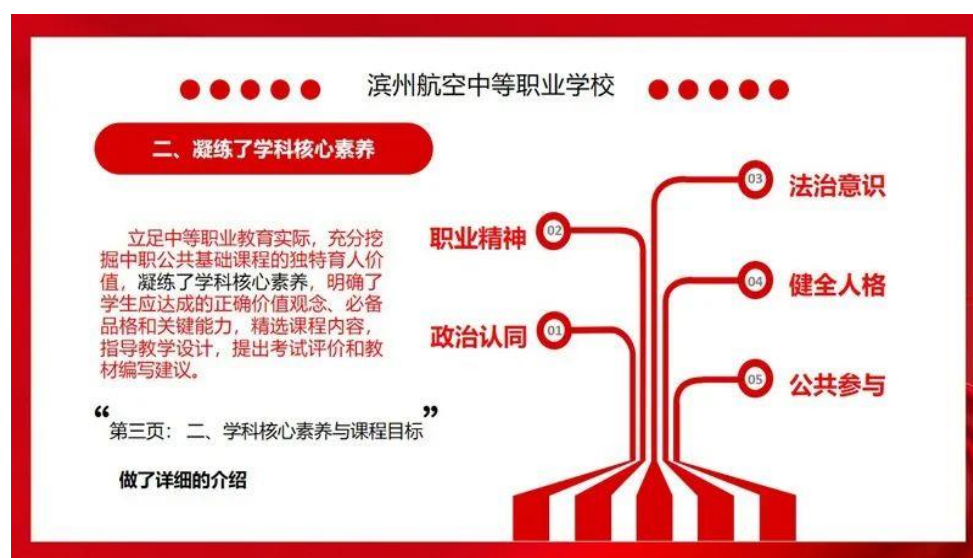 滨州航空中等职业学校
二、凝练了学科核心素养
立足中等职业教育实际，充分挖
掘中职公共基础课程的独特育人价
值，凝练了学科核心素养，明确了
学生应达成的正确价值观念、必备
品格和关键能力，精选课程内容，
指导教学设计，提出考试评价和教
材编写建议。
“第三页： 二、学科核心素养与课程目标”
做了详细的介绍
政治认同 01
职业精神 02
03 法治意识
04 健全人格
05 公共参与